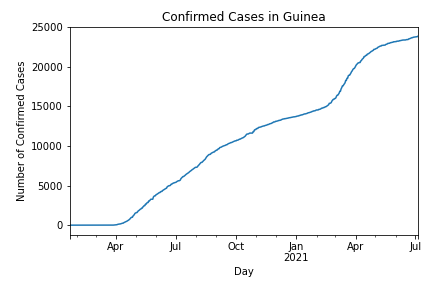 Confirmed Cases in Guinea
Number of Confirmed Cases
25000
20000
15000
10000
5000
0
Apr Jul Oct Jan Apr Jul
2021
Day